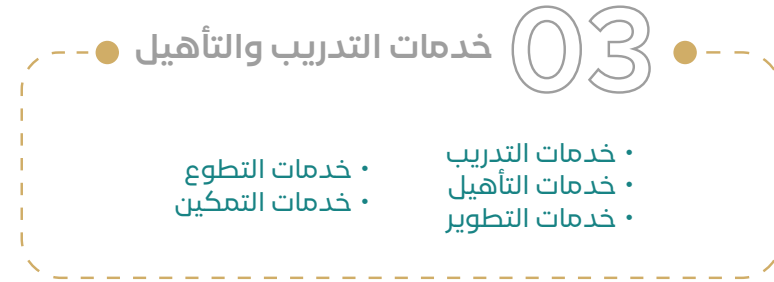 03 خدمات التدريب والتأهيل
• خدمات التدريب
• خدمات التأهيل
• خدمات التطوير
• خدمات التطوع
• خدمات التمكين